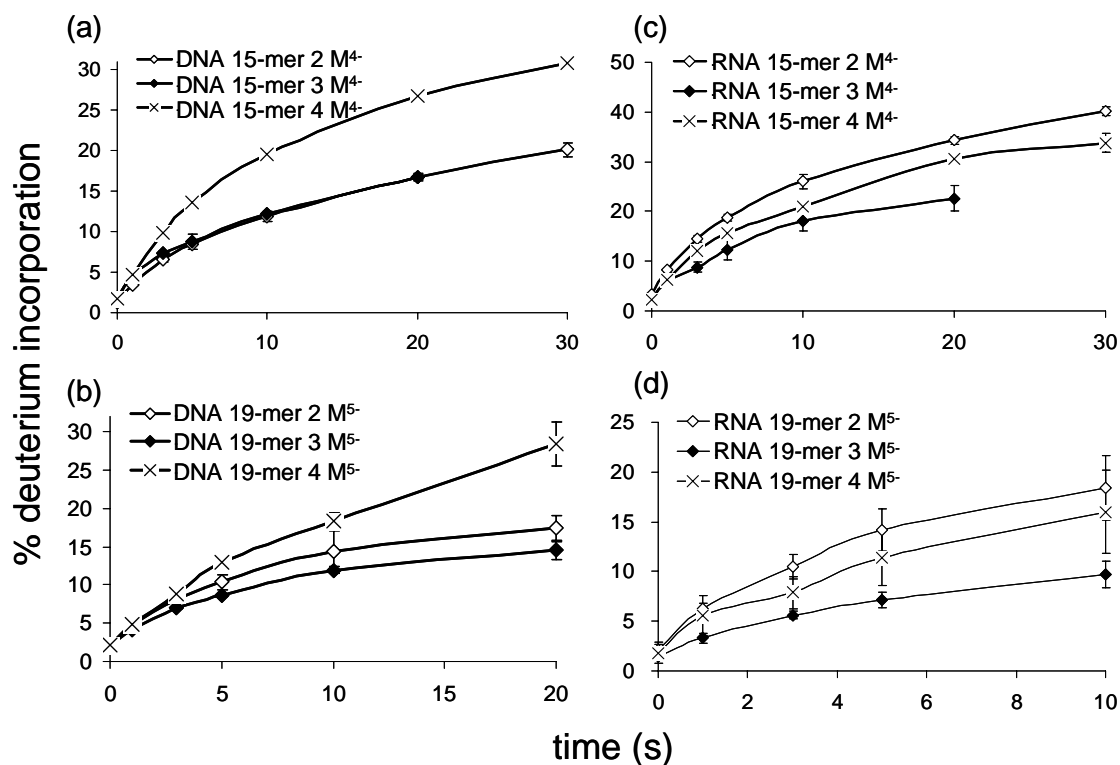 % deuterium incorporation
(a)
DNA 15-mer 2 M⁴⁻
DNA 15-mer 3 M⁴⁻
DNA 15-mer 4 M⁴⁻
30
25
20
15
10
5
0
0 10 20 30
(b)
DNA 19-mer 2 M⁵⁻
DNA 19-mer 3 M⁵⁻
DNA 19-mer 4 M⁵⁻
30
25
20
15
10
5
0
0 5 10 15 20
(c)
RNA 15-mer 2 M⁴⁻
RNA 15-mer 3 M⁴⁻
RNA 15-mer 4 M⁴⁻
50
40
30
20
10
0
0 10 20 30
(d)
RNA 19-mer 2 M⁵⁻
RNA 19-mer 3 M⁵⁻
RNA 19-mer 4 M⁵⁻
25
20
15
10
5
0
0 2 4 6 8 10
time (s)